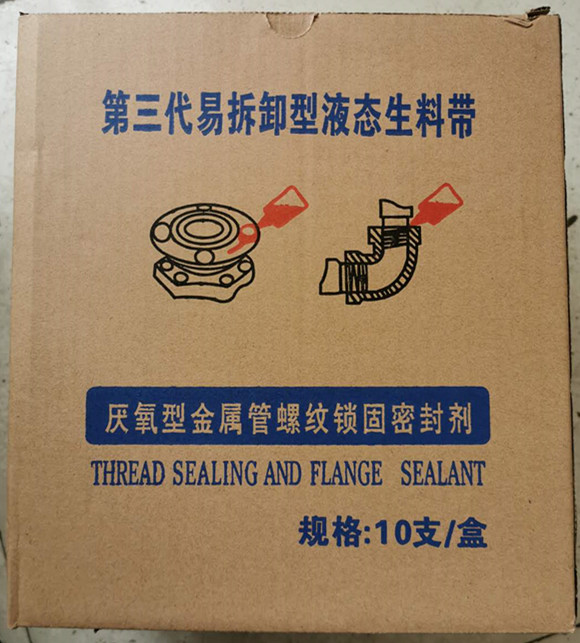 第三代易拆卸型液态生料带
厌氧型金属管螺纹锁固密封剂
THREAD SEALING AND FLANGE SEALANT
规格:10支/盒